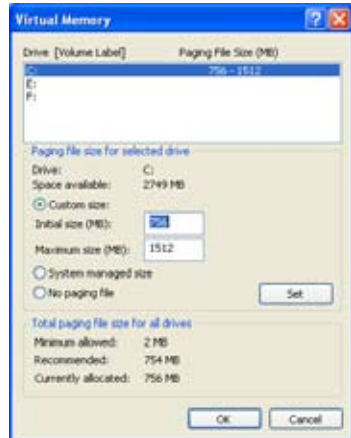 Virtual Memory
Drive [Volume Label] Paging File Size (MB)
C: 756 - 1512
E:
F:
Paging file size for selected drive
Drive: C:
Space available: 2749 MB
Custom size:
Initial size (MB): 756
Maximum size (MB): 1512
System managed size
No paging file Set
Total paging file size for all drives
Minimum allowed: 2 MB
Recommended: 754 MB
Currently allocated: 756 MB
OK Cancel